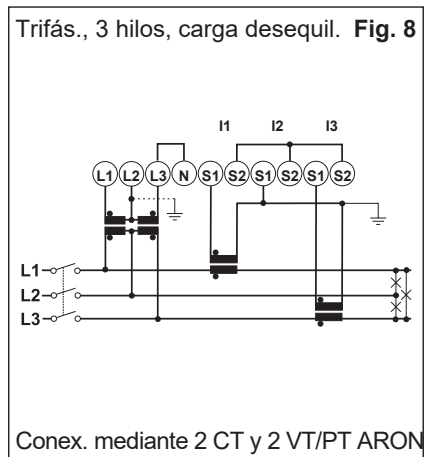 Trifás., 3 hilos, carga desequil. Fig. 8
I1 I2 I3
L1 L2 L3 N S1 S2 S1 S2 S1 S2
L1
L2
L3
Conex. mediante 2 CT y 2 VT/PT ARON